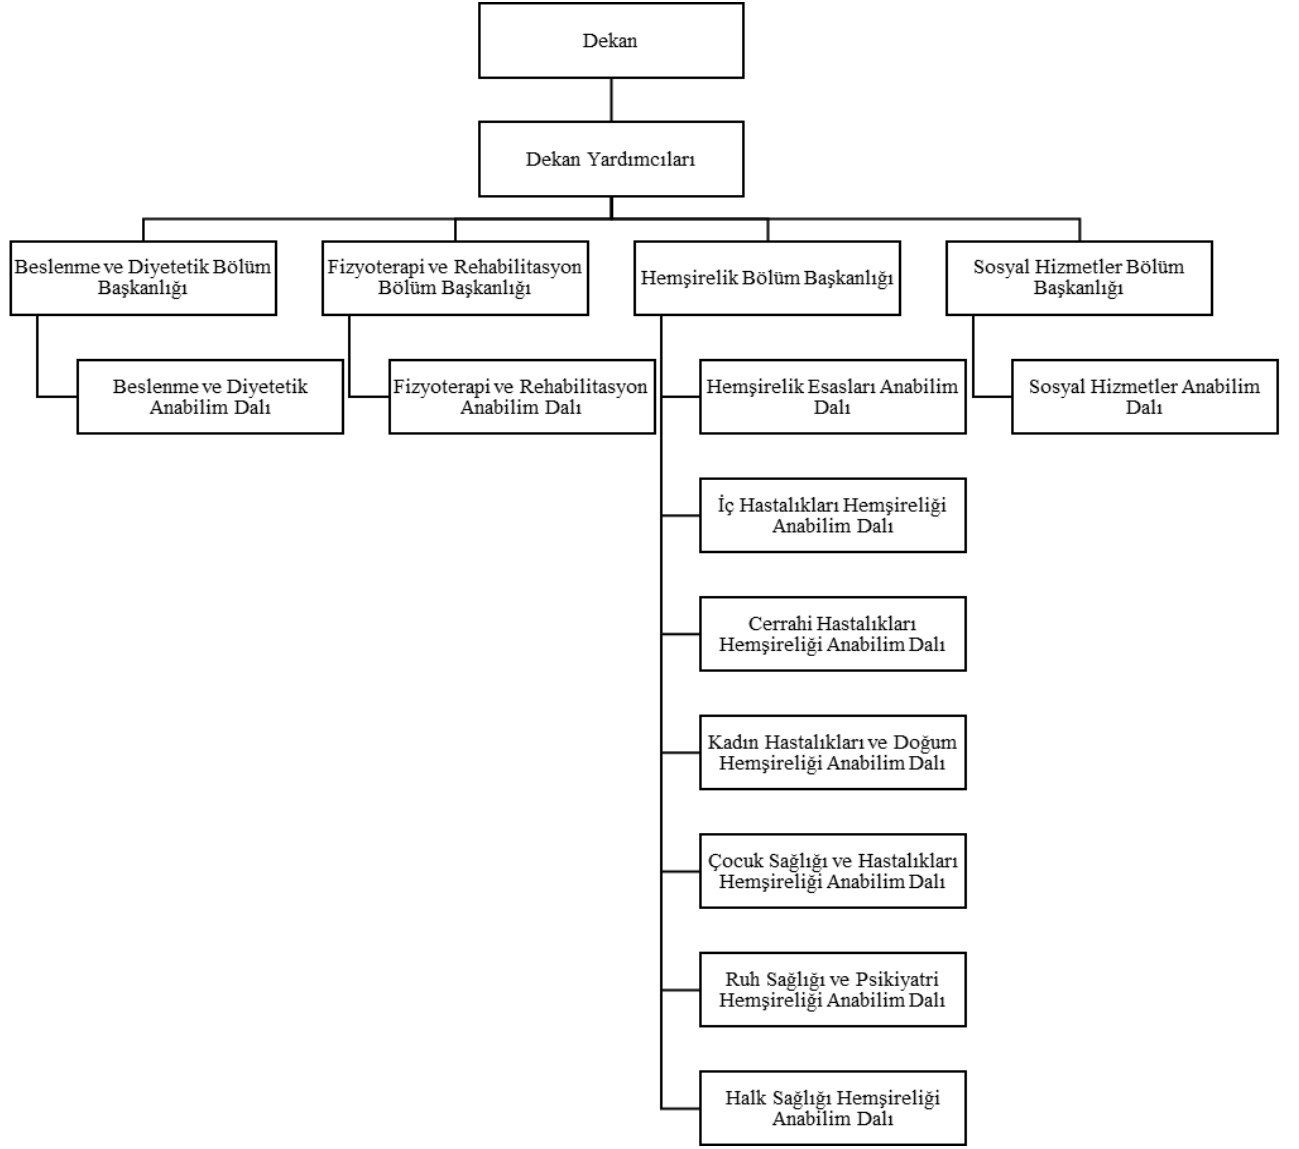 Dekan
Dekan Yardımcıları
Beslenme ve Diyetetik Bölüm
Başkanlığı
Fizyoterapi ve Rehabilitasyon
Bölüm Başkanlığı
Hemşirelik Bölüm Başkanlığı
Sosyal Hizmetler Bölüm
Başkanlığı
Beslenme ve Diyetetik
Anabilim Dalı
Fizyoterapi ve Rehabilitasyon
Anabilim Dalı
Hemşirelik Esasları Anabilim
Dalı
Sosyal Hizmetler Anabilim
Dalı
İç Hastalıkları Hemşireliği
Anabilim Dalı
Cerrahi Hastalıkları
Hemşireliği Anabilim Dalı
Kadın Hastalıkları ve Doğum
Hemşireliği Anabilim Dalı
Çocuk Sağlığı ve Hastalıkları
Hemşireliği Anabilim Dalı
Ruh Sağlığı ve Psikiyatri
Hemşireliği Anabilim Dalı
Halk Sağlığı Hemşireliği
Anabilim Dalı